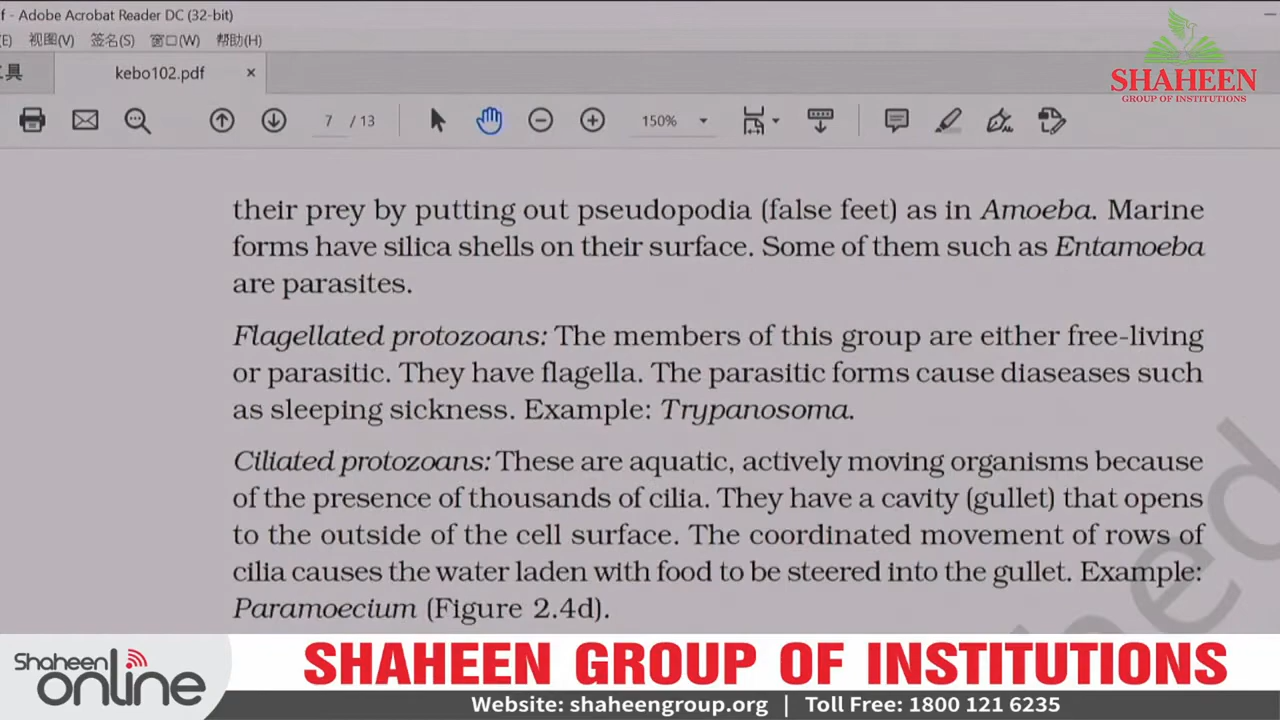 f - Adobe Acrobat Reader DC (32-bit)
(E) 视图(V) 签名(S) 窗口(W) 帮助(H)
工具 kebo102.pdf ×
7 / 13 150%
SHAHEEN
GROUP OF INSTITUTIONS
their prey by putting out pseudopodia (false feet) as in Amoeba. Marine
forms have silica shells on their surface. Some of them such as Entamoeba
are parasites.
Flagellated protozoans: The members of this group are either free-living
or parasitic. They have flagella. The parasitic forms cause diaseases such
as sleeping sickness. Example: Trypanosoma.
Ciliated protozoans: These are aquatic, actively moving organisms because
of the presence of thousands of cilia. They have a cavity (gullet) that opens
to the outside of the cell surface. The coordinated movement of rows of
cilia causes the water laden with food to be steered into the gullet. Example:
Paramoecium (Figure 2.4d).
Shaheen
online
SHAHEEN GROUP OF INSTITUTIONS
Website: shaheengroup.org | Toll Free: 1800 121 6235